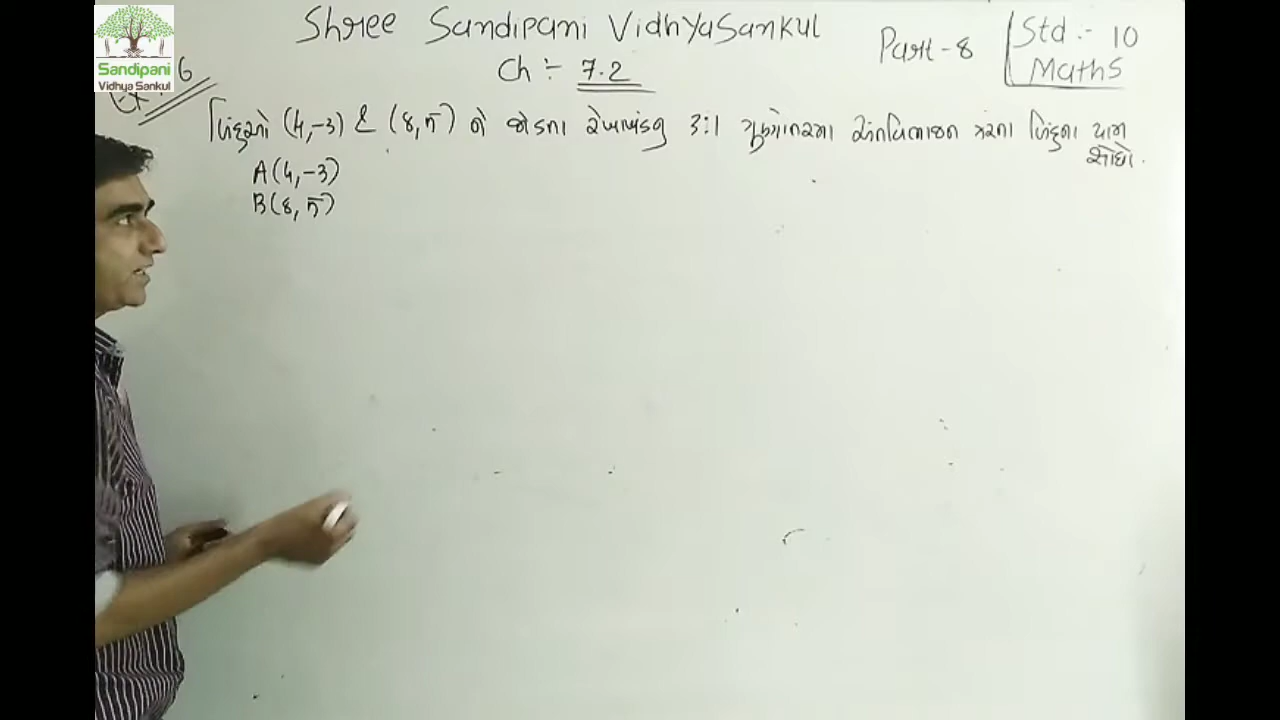 Shree Sandipani VidhyaSankul
Part-8
Std :- 10
Maths
Ch :- 7.2
Sandipani
Vidhya Sankul
Ex. 6
બિંદુઓ (4,-3) & (8,5) ને જોડતા રેખાખંડનું 3:1 ગુણોત્તરમાં અંતઃવિભાજન કરતા બિંદુના યામ
શોધો.
A(4,-3)
B(8,5)